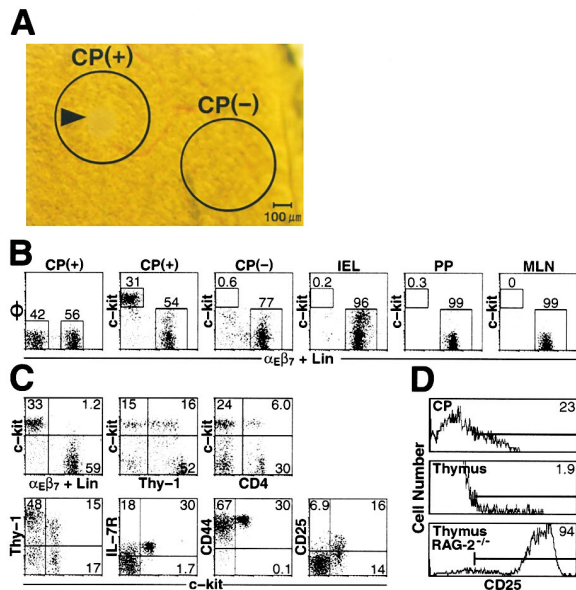 A
CP(+)
CP(−)
100 μm
B
CP(+) CP(+) CP(−) IEL PP MLN
Φ 42 56
c-kit 31 54
c-kit 0.6 77
c-kit 0.2 96
c-kit 0.3 99
c-kit 0 99
αEβ7 + Lin
C
c-kit 33 1.2 59
αEβ7 + Lin
c-kit 15 16 52
Thy-1
c-kit 24 6.0 30
CD4
Thy-1 48 15 17
IL-7R 18 30 1.7
CD44 67 30 0.1
CD25 6.9 16 14
c-kit
D
Cell Number
CP 23
Thymus 1.9
Thymus 94
RAG-2−/−
CD25